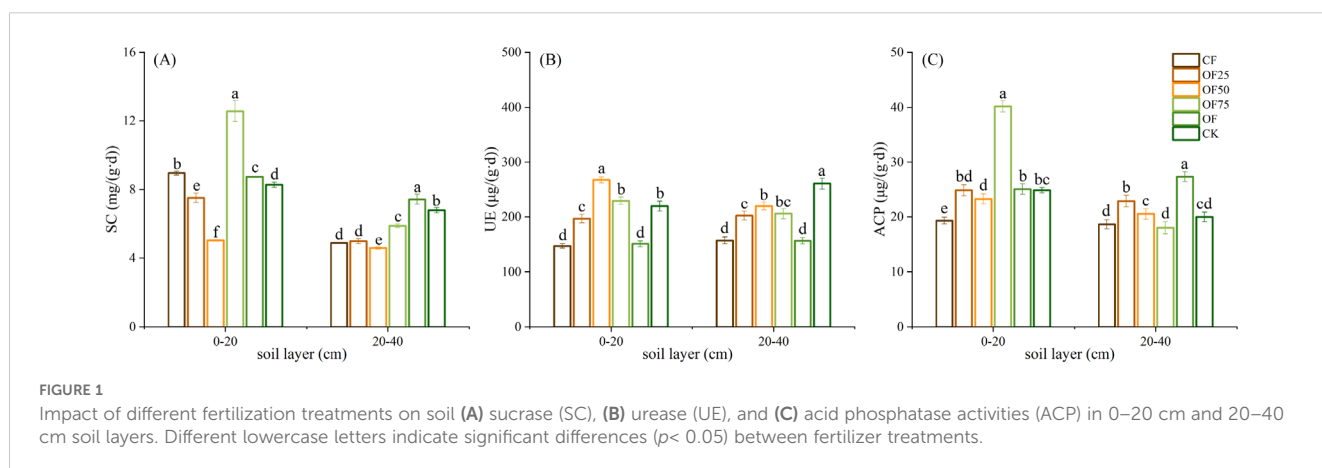 (A)
16
12
8
4
0
SC (mg/(g·d))
b
e
f
a
c
d
d
d
e
c
a
b
0-20
20-40
soil layer (cm)
(B)
500
400
300
200
100
0
UE (μg/(g·d))
d
c
a
b
d
b
d
c
b
bc
d
a
0-20
20-40
soil layer (cm)
(C)
50
40
30
20
10
0
ACP (μg/(g·d))
e
bd
d
a
b
bc
d
b
c
d
a
cd
0-20
20-40
soil layer (cm)
CF
OF25
OF50
OF75
OF
CK
FIGURE 1
Impact of different fertilization treatments on soil (A) sucrase (SC), (B) urease (UE), and (C) acid phosphatase activities (ACP) in 0–20 cm and 20–40
cm soil layers. Different lowercase letters indicate significant differences (p< 0.05) between fertilizer treatments.